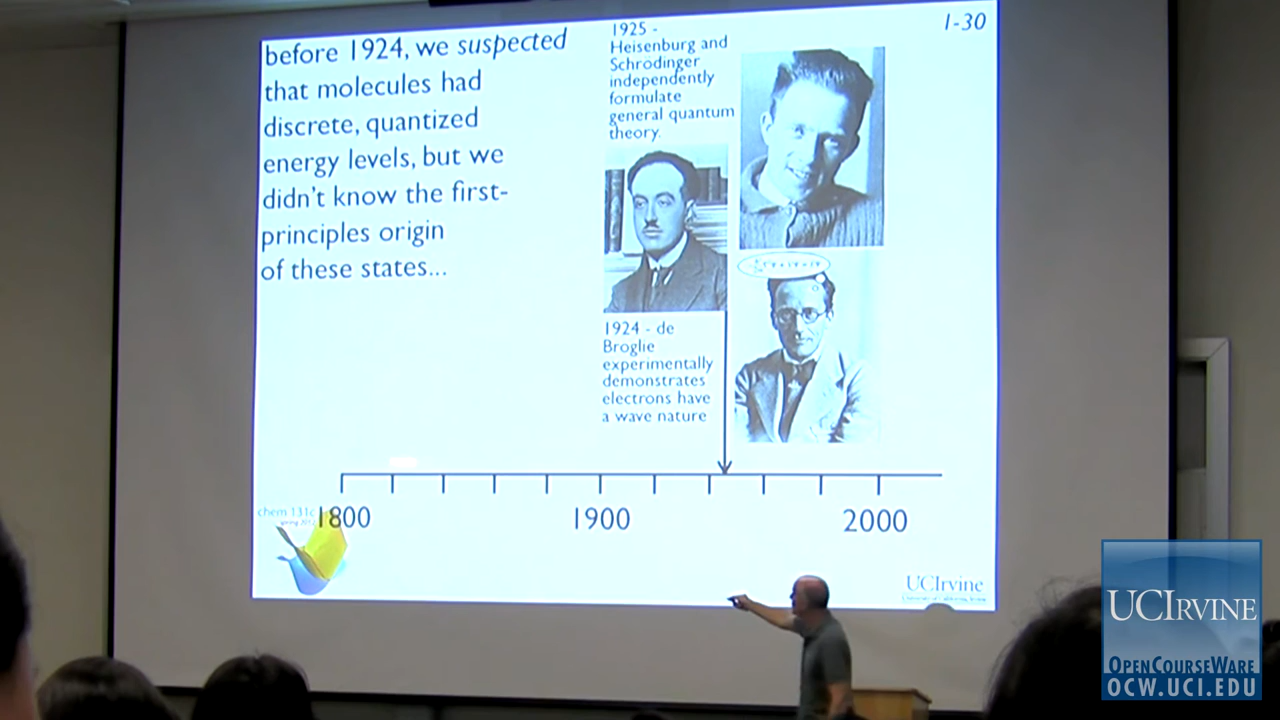 before 1924, we suspected
that molecules had
discrete, quantized
energy levels, but we
didn't know the first-
principles origin
of these states...
1925 -
Heisenburg and
Schrodinger
independently
formulate
general quantum
theory.
1-30
1924 - de
Broglie
experimentally
demonstrates
electrons have
a wave nature
1800
1900
2000
chem 131c
UCIrvine
UCIRVINE
OPENCOURSEWARE
OCW.UCI.EDU